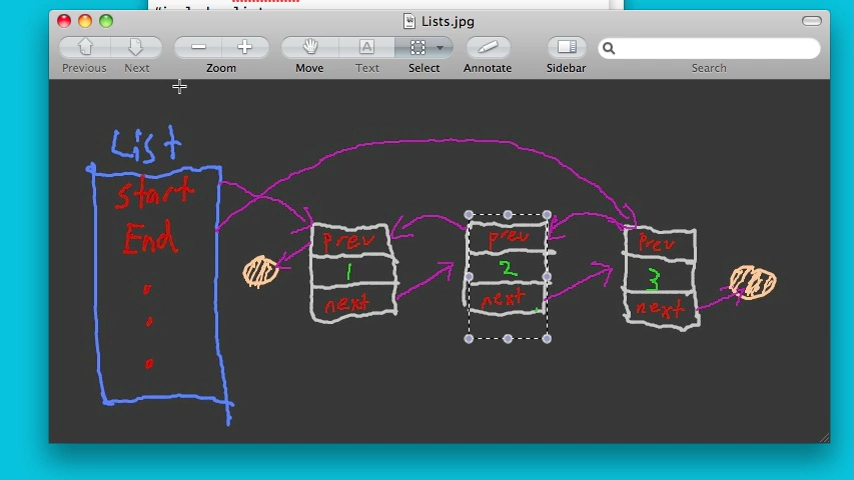 Lists.jpg
Previous Next Zoom Move Text Select Annotate Sidebar Search
List
Start
End
prev
1
next
prev
2
next
prev
3
next